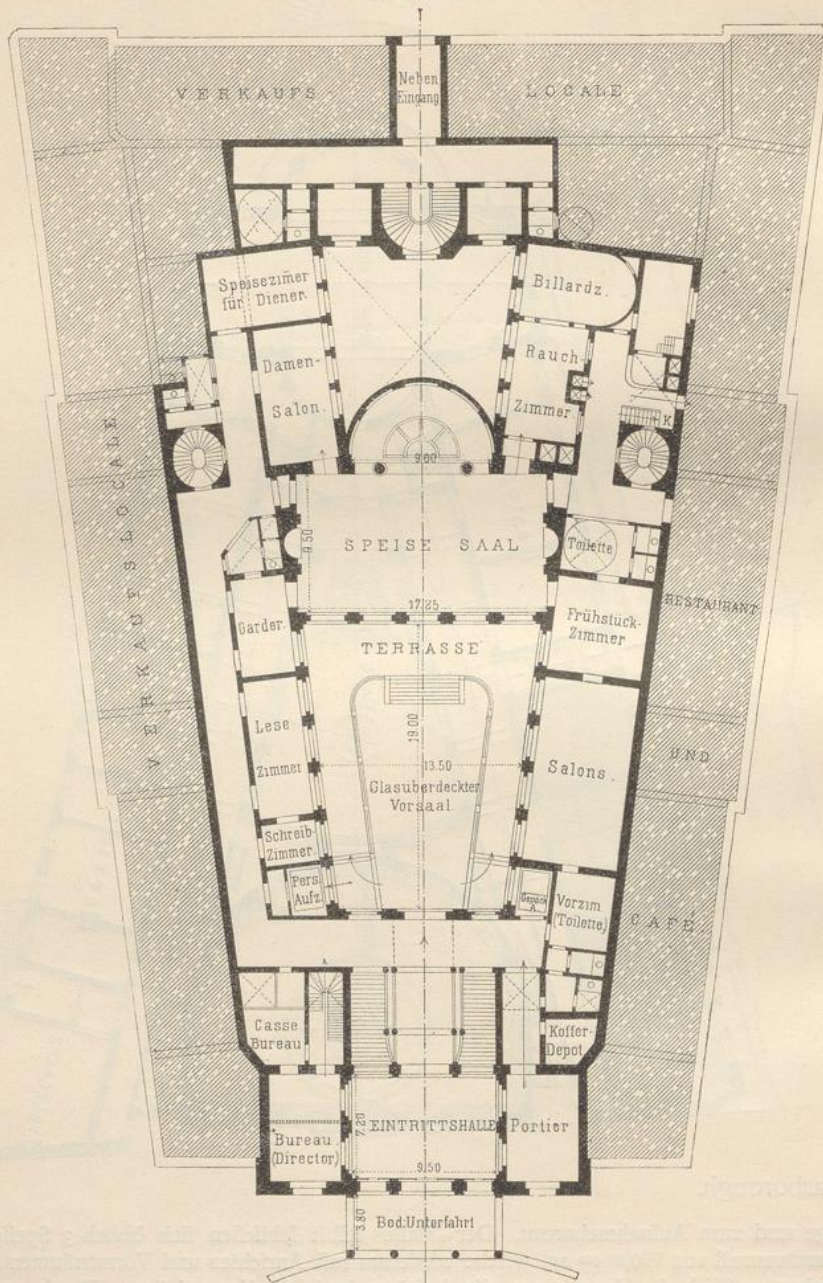 Neben
Eingang
VERKAUFS
LOCALE
Speisezim̅er
für Diener.
Billardz.
Damen-
Salon.
Rauch-
Zimmer
K
9.00
VERKAUFSLOCALE
9.50
SPEISE SAAL
Toilette
17.25
RESTAURANT
Garder.
TERRASSE
Frühstück-
Zimmer
Lese-
Zimmer
19.00
13.50
Glasüberdeckter
Vorsaal.
Salons.
UND
Schreib-
Zimmer.
Pers.
Aufz.
Gepäck
A.
Vorzim.
(Toilette)
CAFÉ.
Casse
Bureau
Koffer-
Depot.
7.20
EINTRITTSHALLE
Portier
Bureau
(Director)
9.50
3.80
Bed. Unterfahrt